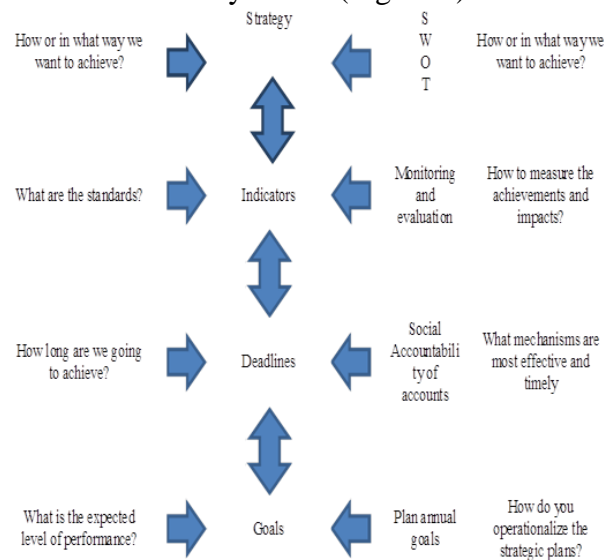 Strategy
How or in what way we
want to achieve?
S
W
O
T
How or in what way we
want to achieve?
What are the standards?
Indicators
Monitoring
and
evaluation
How to measure the
achievements and
impacts?
How long are we going
to achieve?
Deadlines
Social
Accountabili
ty of
accounts
What mechanisms are
most effective and
timely
What is the expected
level of performance?
Goals
Plan annual
goals
How do you
operationalize the
strategic plans?